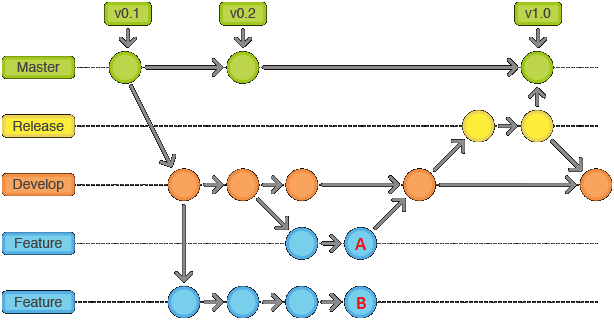 v0.1
v0.2
v1.0
Master
Release
Develop
Feature
A
Feature
B